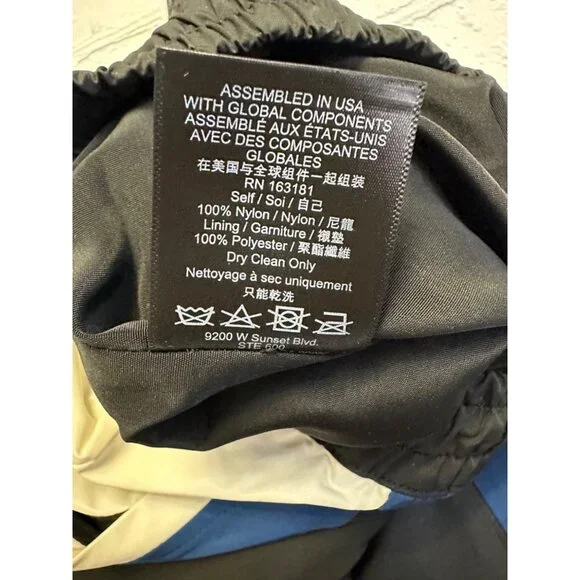 ASSEMBLED IN USA
WITH GLOBAL COMPONENTS
ASSEMBLÉ AUX ÉTATS-UNIS
AVEC DES COMPOSANTES
GLOBALES
在美国与全球组件一起组装
RN 163181
Self / Soi / 自己
100% Nylon / Nylon / 尼龍
Lining / Garniture / 襯墊
100% Polyester / 聚酯纖維
Dry Clean Only
Nettoyage à sec uniquement
只能乾洗
9200 W Sunset Blvd.
STE 600